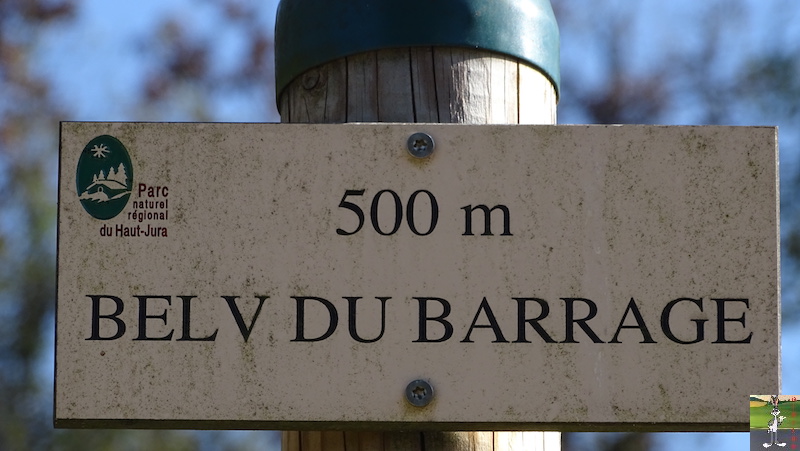 Parc
naturel
régional
du Haut-Jura
500 m
BELV DU BARRAGE